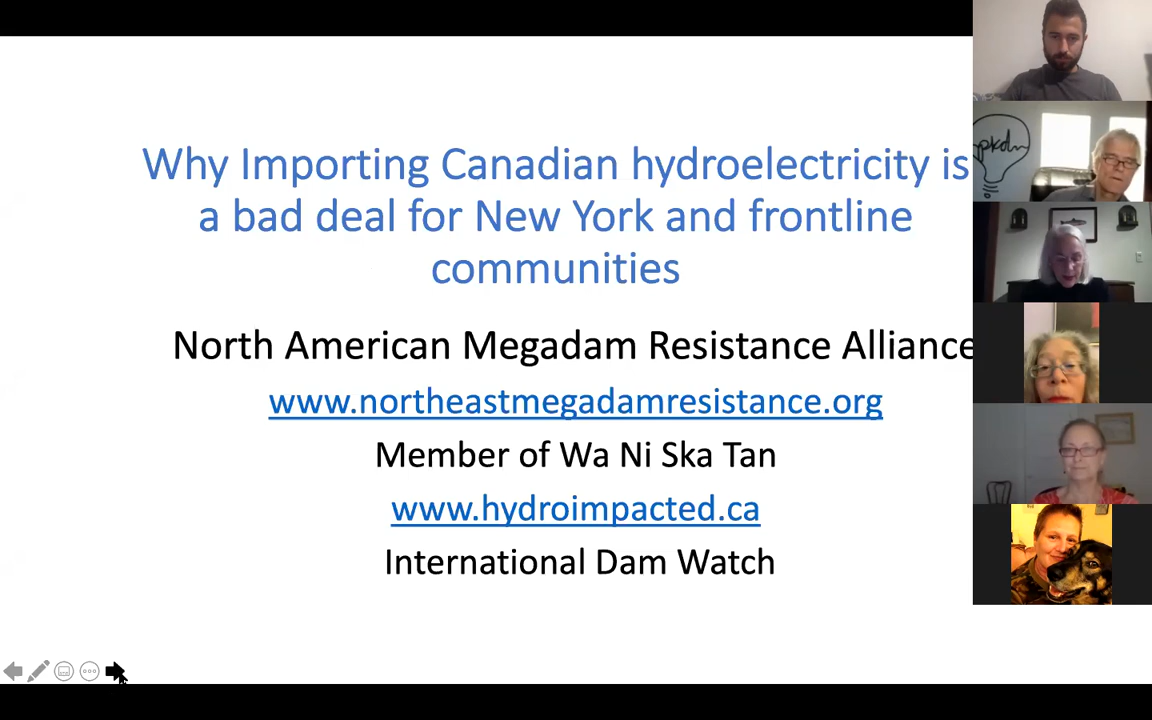 Why Importing Canadian hydroelectricity is
a bad deal for New York and frontline
communities
North American Megadam Resistance Alliance
www.northeastmegadamresistance.org
Member of Wa Ni Ska Tan
www.hydroimpacted.ca
International Dam Watch
pkdm